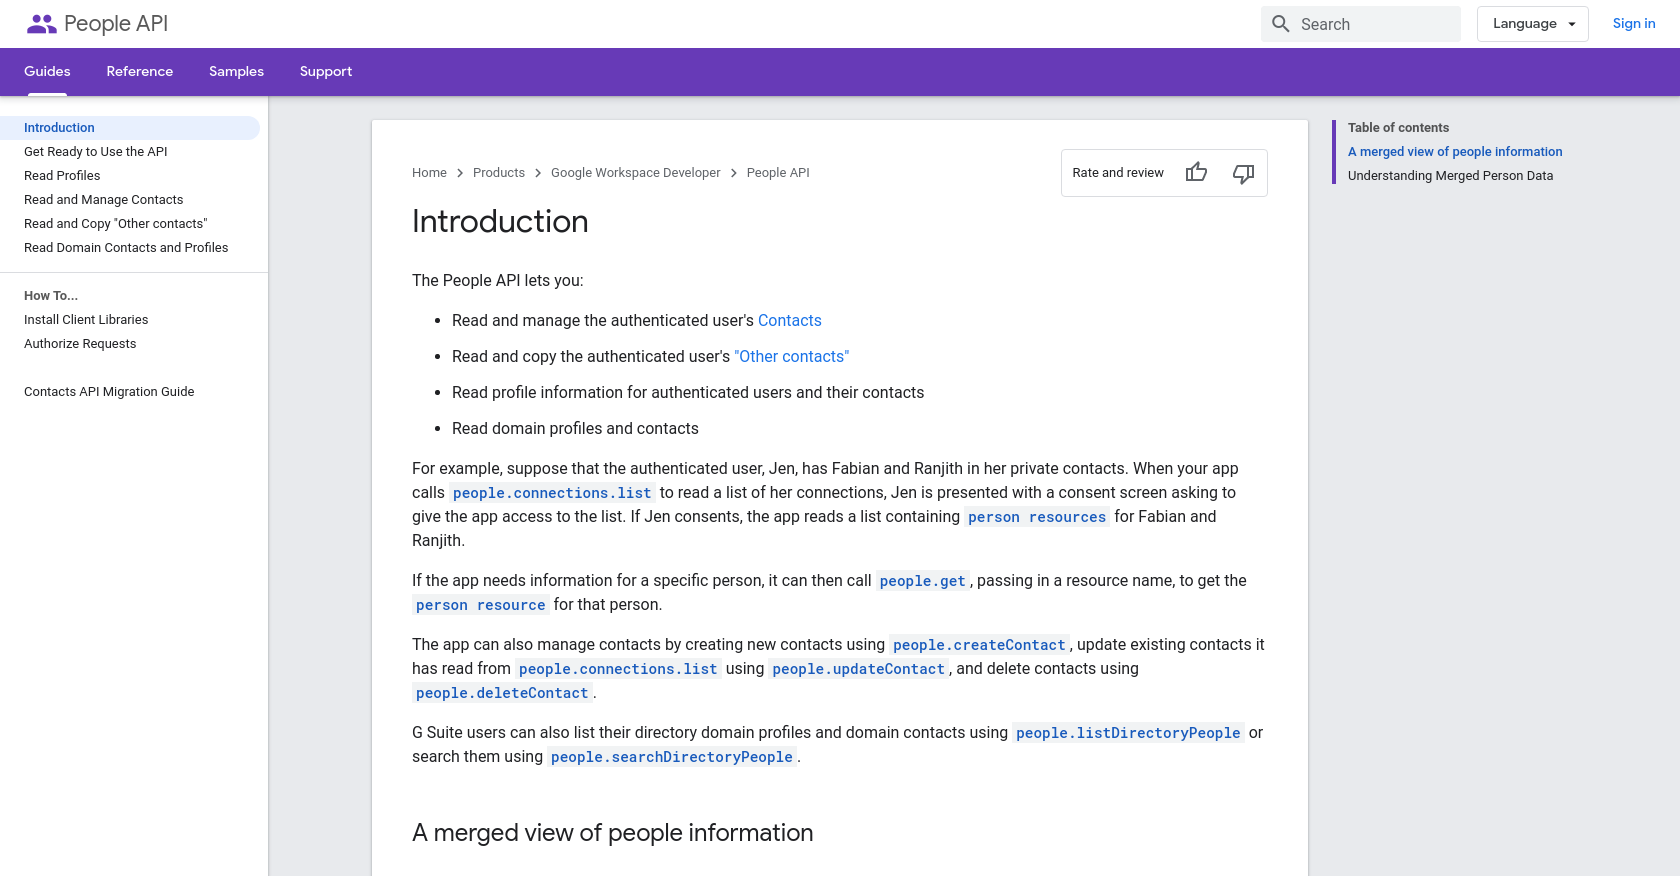 People API
Search
Language
Sign in
Guides
Reference
Samples
Support
Introduction
Get Ready to Use the API
Read Profiles
Read and Manage Contacts
Read and Copy "Other contacts"
Read Domain Contacts and Profiles
How To...
Install Client Libraries
Authorize Requests
Contacts API Migration Guide
Home > Products > Google Workspace Developer > People API
Rate and review
Introduction
The People API lets you:
• Read and manage the authenticated user's Contacts
• Read and copy the authenticated user's "Other contacts"
• Read profile information for authenticated users and their contacts
• Read domain profiles and contacts
For example, suppose that the authenticated user, Jen, has Fabian and Ranjith in her private contacts. When your app
calls people.connections.list to read a list of her connections, Jen is presented with a consent screen asking to
give the app access to the list. If Jen consents, the app reads a list containing person resources for Fabian and
Ranjith.
If the app needs information for a specific person, it can then call people.get, passing in a resource name, to get the
person resource for that person.
The app can also manage contacts by creating new contacts using people.createContact, update existing contacts it
has read from people.connections.list using people.updateContact, and delete contacts using
people.deleteContact.
G Suite users can also list their directory domain profiles and domain contacts using people.listDirectoryPeople or
search them using people.searchDirectoryPeople.
A merged view of people information
Table of contents
A merged view of people information
Understanding Merged Person Data